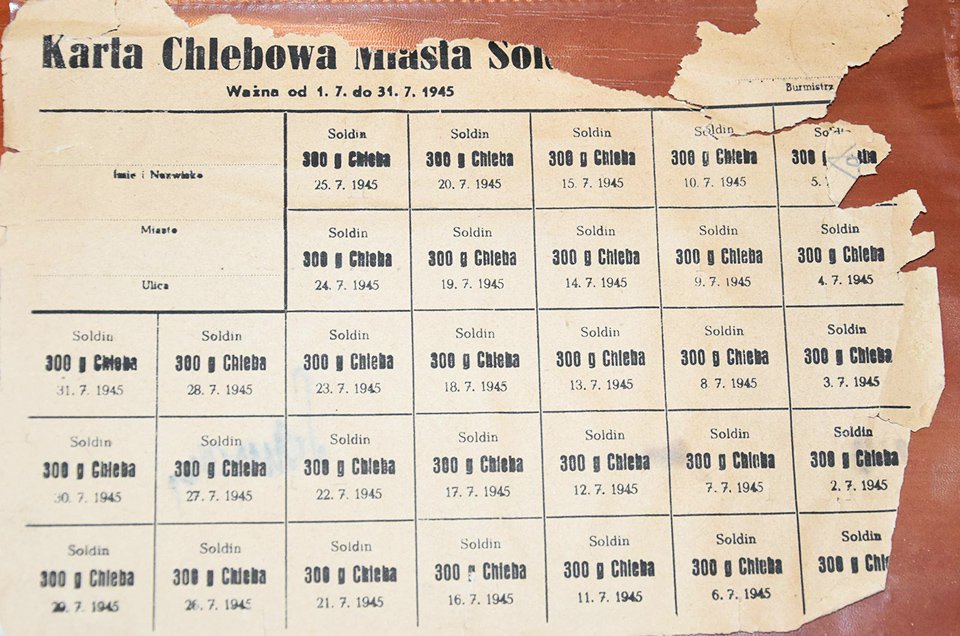 Karta Chlebowa Miasta Sol
Ważna od 1. 7. do 31. 7. 1945
Burmistrz
Imię i Nazwisko
Miasto
Ulica
Soldin
300 g Chleba
25. 7. 1945
Soldin
300 g Chleba
20. 7. 1945
Soldin
300 g Chleba
15. 7. 1945
Soldin
300 g Chleba
10. 7. 1945
300 g
5.
Soldin
300 g Chleba
24. 7. 1945
Soldin
300 g Chleba
19. 7. 1945
Soldin
300 g Chleba
14. 7. 1945
Soldin
300 g Chleba
9. 7. 1945
Soldin
300 g Chleba
4. 7. 1945
Soldin
300 g Chleba
31. 7. 1945
Soldin
300 g Chleba
28. 7. 1945
Soldin
300 g Chleba
23. 7. 1945
Soldin
300 g Chleba
18. 7. 1945
Soldin
300 g Chleba
13. 7. 1945
Soldin
300 g Chleba
8. 7. 1945
Soldin
300 g Chleba
3. 7. 1945
Soldin
300 g Chleba
30. 7. 1945
Soldin
300 g Chleba
27. 7. 1945
Soldin
300 g Chleba
22. 7. 1945
Soldin
300 g Chleba
17. 7. 1945
Soldin
300 g Chleba
12. 7. 1945
Soldin
300 g Chleba
7. 7. 1945
Soldin
300 g Chleba
2. 7. 1945
Soldin
300 g Chleba
29. 7. 1945
Soldin
300 g Chleba
26. 7. 1945
Soldin
300 g Chleba
21. 7. 1945
Soldin
300 g Chleba
16. 7. 1945
Soldin
300 g Chleba
11. 7. 1945
Soldin
300 g Chleba
6. 7. 1945
Soldin
300 g Chl